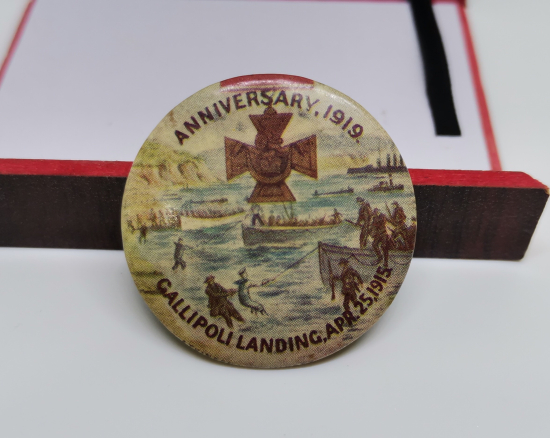 ANNIVERSARY, 1919.
GALLIPOLI LANDING, APR. 25, 1915.